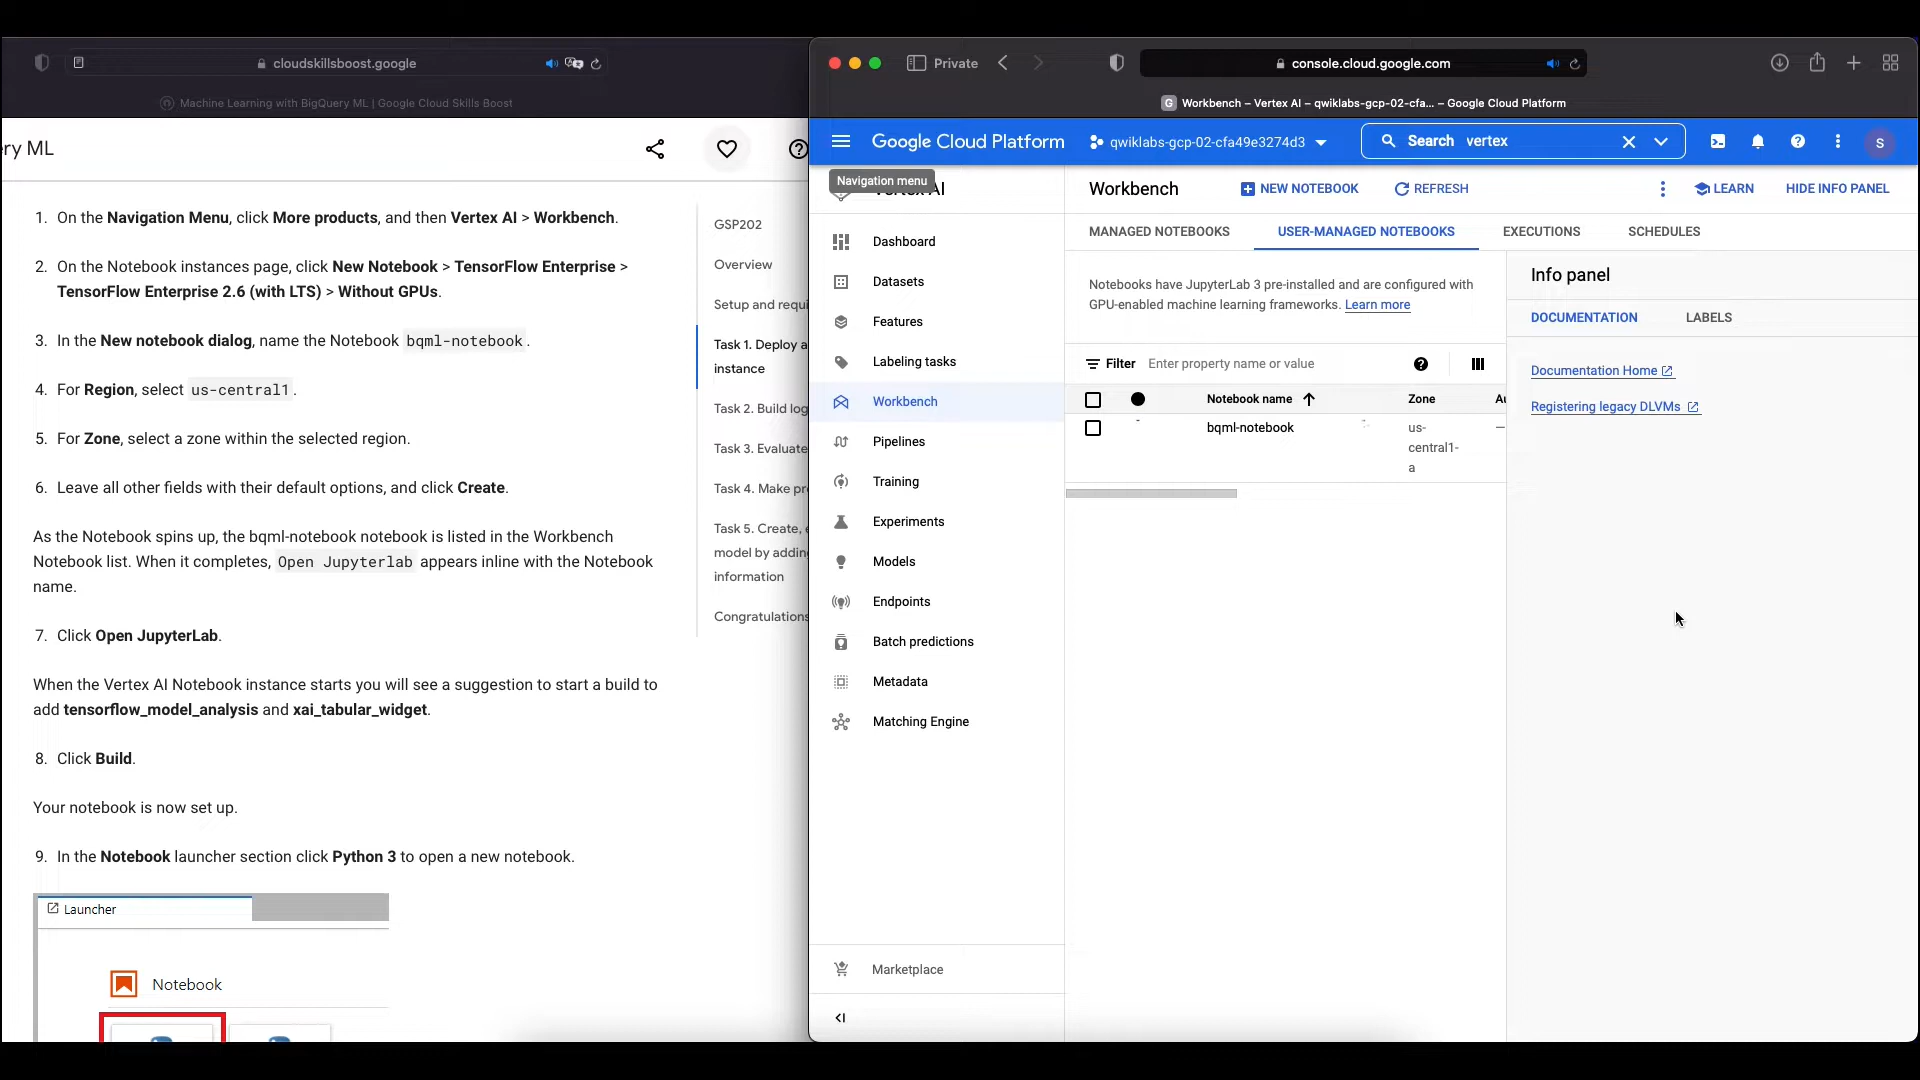 cloudskillsboost.google
Machine Learning with BigQuery ML | Google Cloud Skills Boost
ry ML
1. On the Navigation Menu, click More products, and then Vertex AI > Workbench.
2. On the Notebook instances page, click New Notebook > TensorFlow Enterprise >
TensorFlow Enterprise 2.6 (with LTS) > Without GPUs.
3. In the New notebook dialog, name the Notebook bqml-notebook.
4. For Region, select us-central1.
5. For Zone, select a zone within the selected region.
6. Leave all other fields with their default options, and click Create.
As the Notebook spins up, the bqml-notebook notebook is listed in the Workbench
Notebook list. When it completes, Open Jupyterlab appears inline with the Notebook
name.
7. Click Open JupyterLab.
When the Vertex AI Notebook instance starts you will see a suggestion to start a build to
add tensorflow_model_analysis and xai_tabular_widget.
8. Click Build.
Your notebook is now set up.
9. In the Notebook launcher section click Python 3 to open a new notebook.
Launcher
Notebook
GSP202
Overview
Setup and requi
Task 1. Deploy a
instance
Task 2. Build log
Task 3. Evaluate
Task 4. Make pr
Task 5. Create, e
model by addin
information
Congratulations
Private
console.cloud.google.com
G Workbench – Vertex AI – qwiklabs-gcp-02-cfa... – Google Cloud Platform
Google Cloud Platform
qwiklabs-gcp-02-cfa49e3274d3
Search vertex
S
Navigation menu
Dashboard
Datasets
Features
Labeling tasks
Workbench
Pipelines
Training
Experiments
Models
Endpoints
Batch predictions
Metadata
Matching Engine
Marketplace
Workbench
NEW NOTEBOOK
REFRESH
LEARN
HIDE INFO PANEL
MANAGED NOTEBOOKS
USER-MANAGED NOTEBOOKS
EXECUTIONS
SCHEDULES
Notebooks have JupyterLab 3 pre-installed and are configured with
GPU-enabled machine learning frameworks. Learn more
Filter Enter property name or value
Notebook name Zone Au
bqml-notebook us-
central1-
a
Info panel
DOCUMENTATION
LABELS
Documentation Home
Registering legacy DLVMs